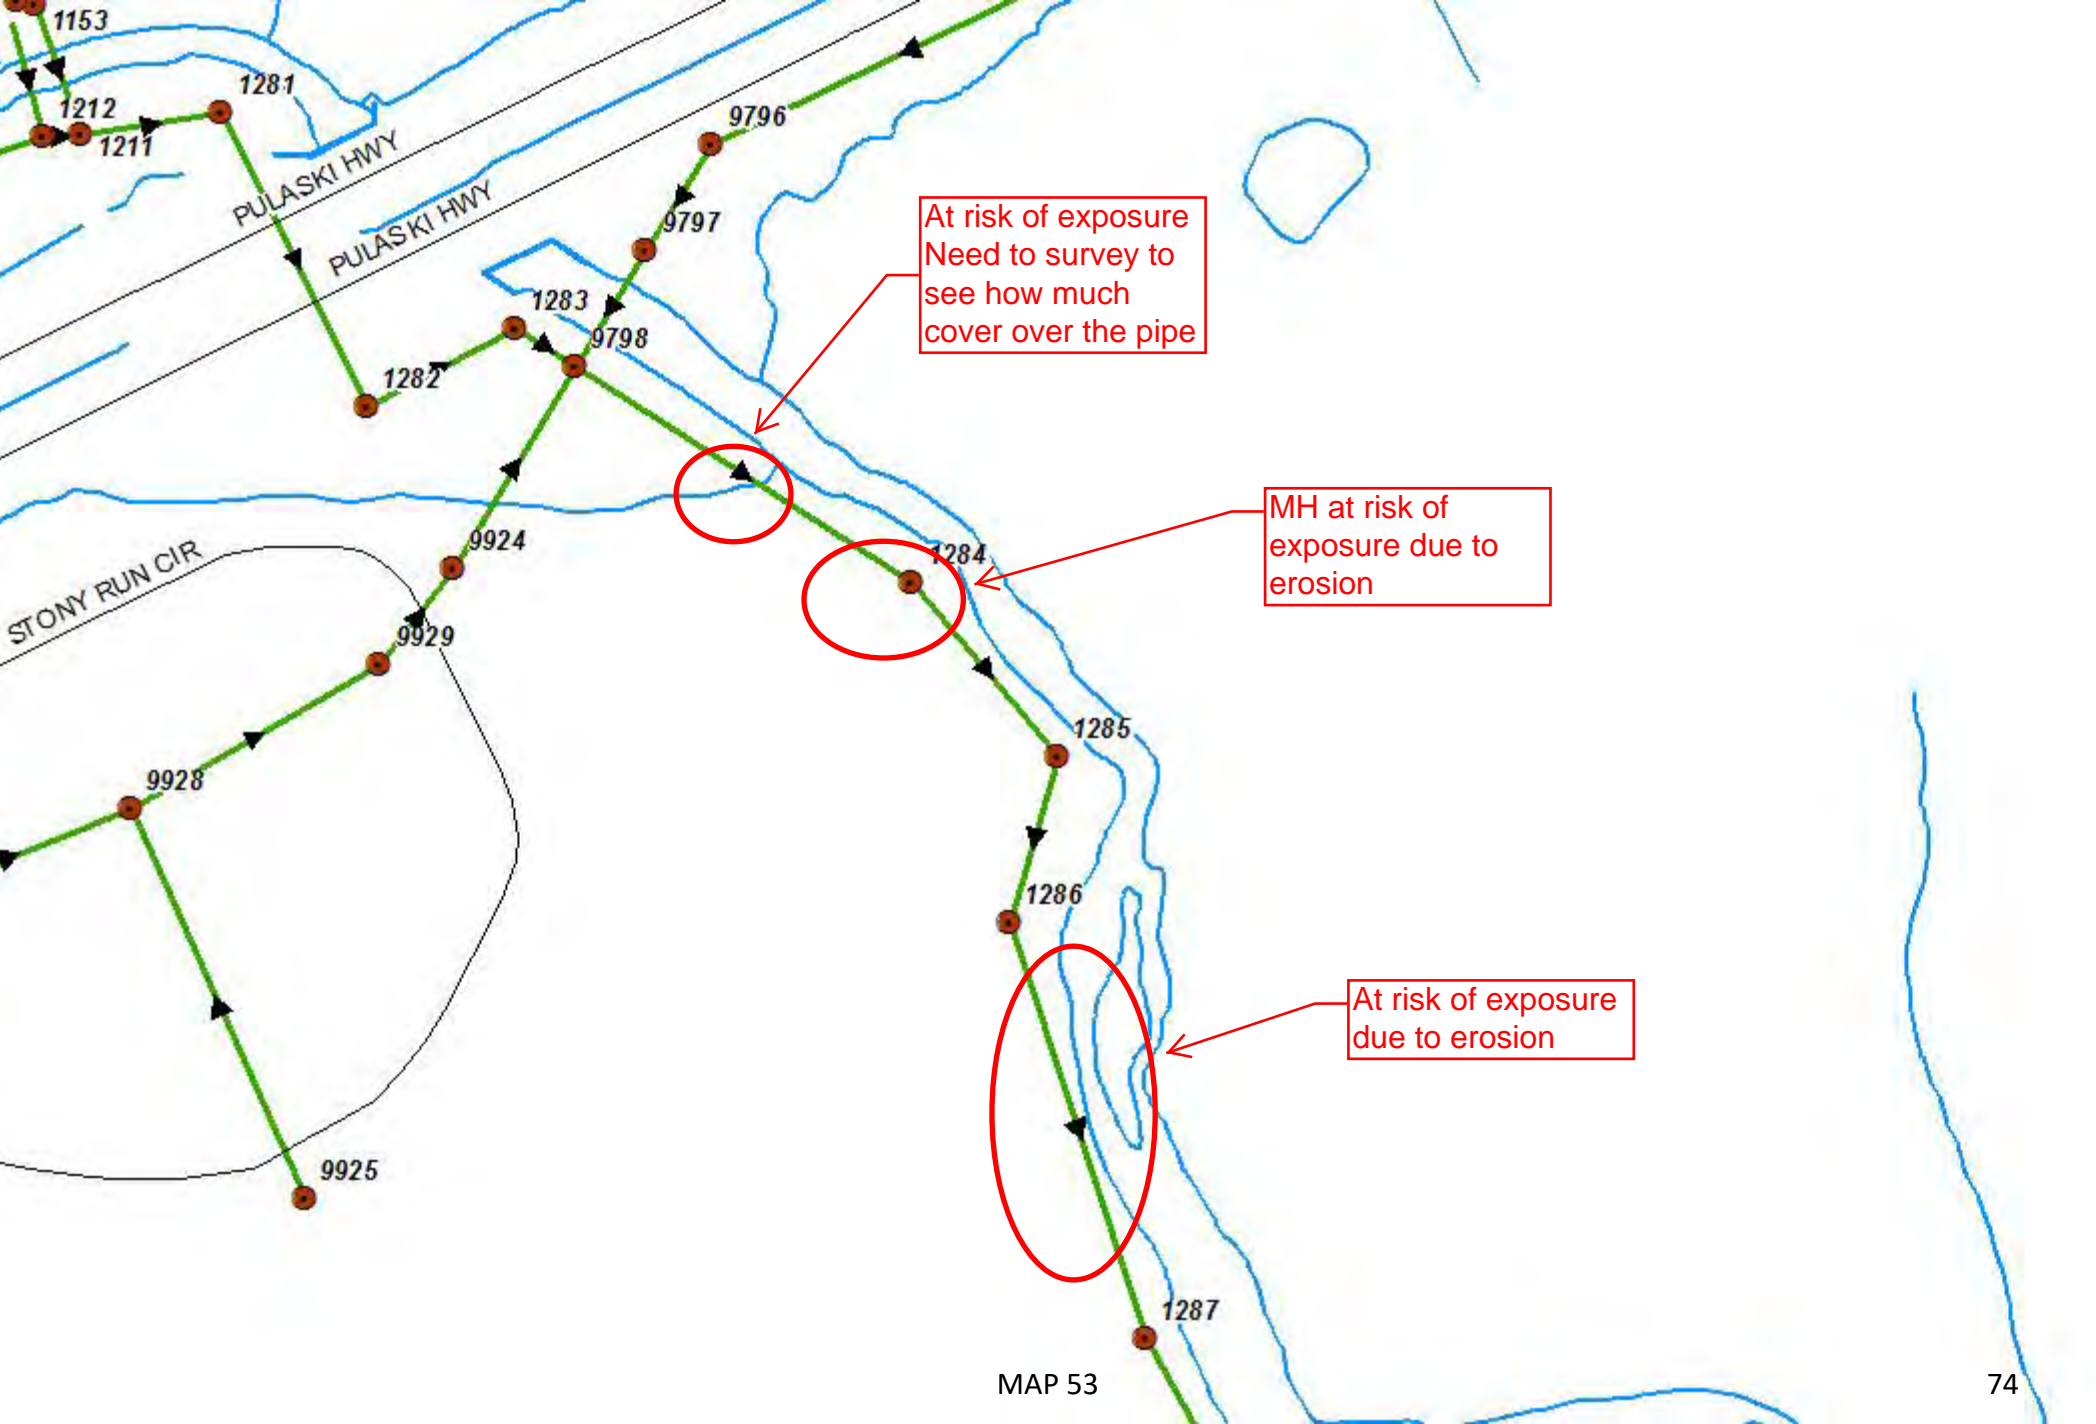 1153
1281
1212
1211
PULASKI HWY
PULASKI HWY
9796
9797
At risk of exposure
Need to survey to
see how much
cover over the pipe
1283
9798
1282
MH at risk of
exposure due to
erosion
9924
1284
STONY RUN CIR
9929
1285
9928
1286
At risk of exposure
due to erosion
9925
1287
MAP 53
74